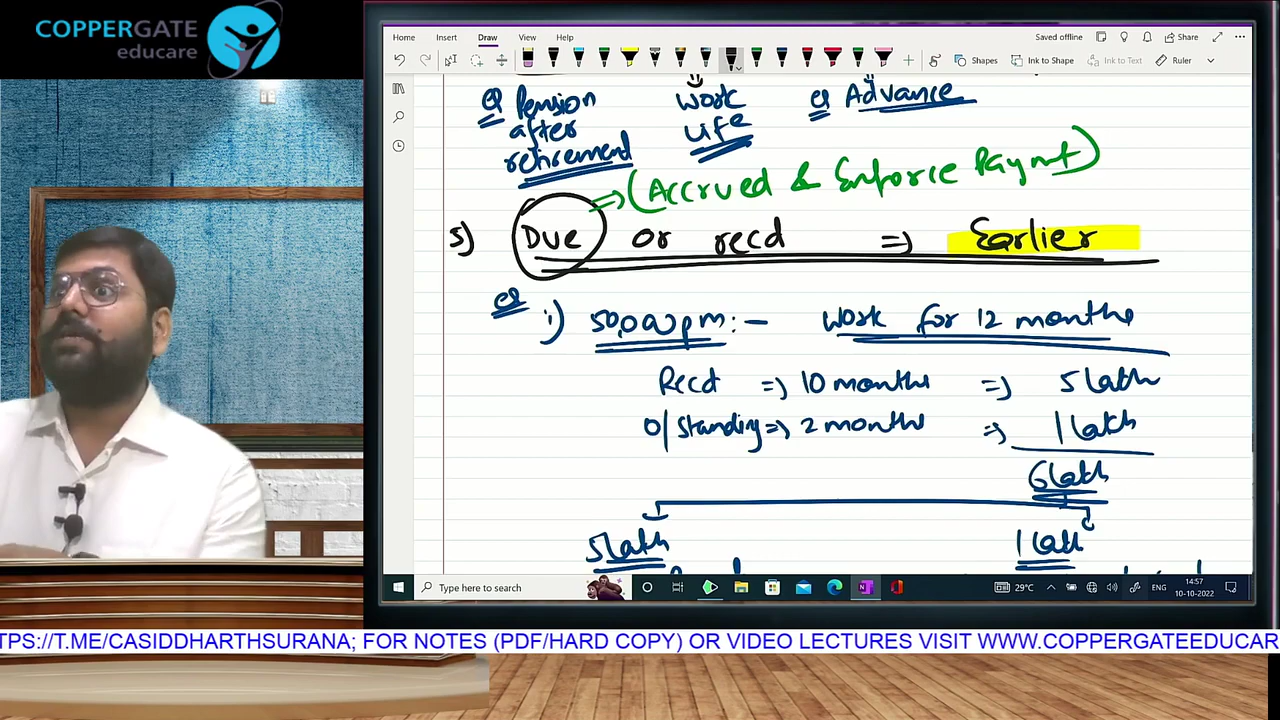 COPPERGATE
educare
Home Insert Draw View Help
Saved offline
Share
Shapes
Ink to Shape
Ink to Text
Ruler
eg Pension work eg Advance
after life
retirement
=> (Accrued & Enforce Paymt)
5) Due or recd => Earlier
eg i) 50,000 pm :- work for 12 months
Recd => 10 months => 5 lakh
O/Standing => 2 months => 1 lakh
6 lakh
5 lakh 1 lakh
Type here to search
29°C
ENG
14:57
10-10-2022
TPS://T.ME/CASIDDHARTHSURANA; FOR NOTES (PDF/HARD COPY) OR VIDEO LECTURES VISIT WWW.COPPERGATEEDUCAR